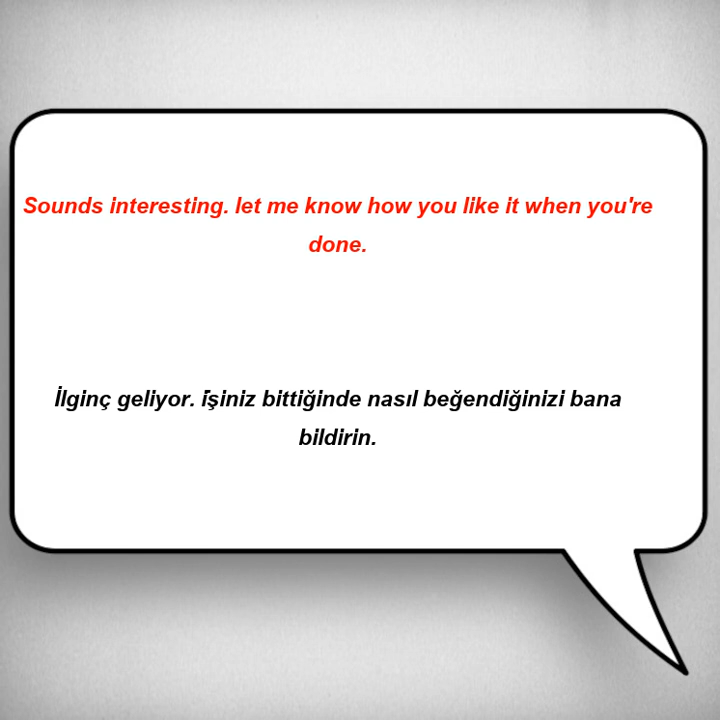 Sounds interesting. let me know how you like it when you're
done.
İlginç geliyor. i̇şiniz bittiğinde nasıl beğendiğinizi bana
bildirin.